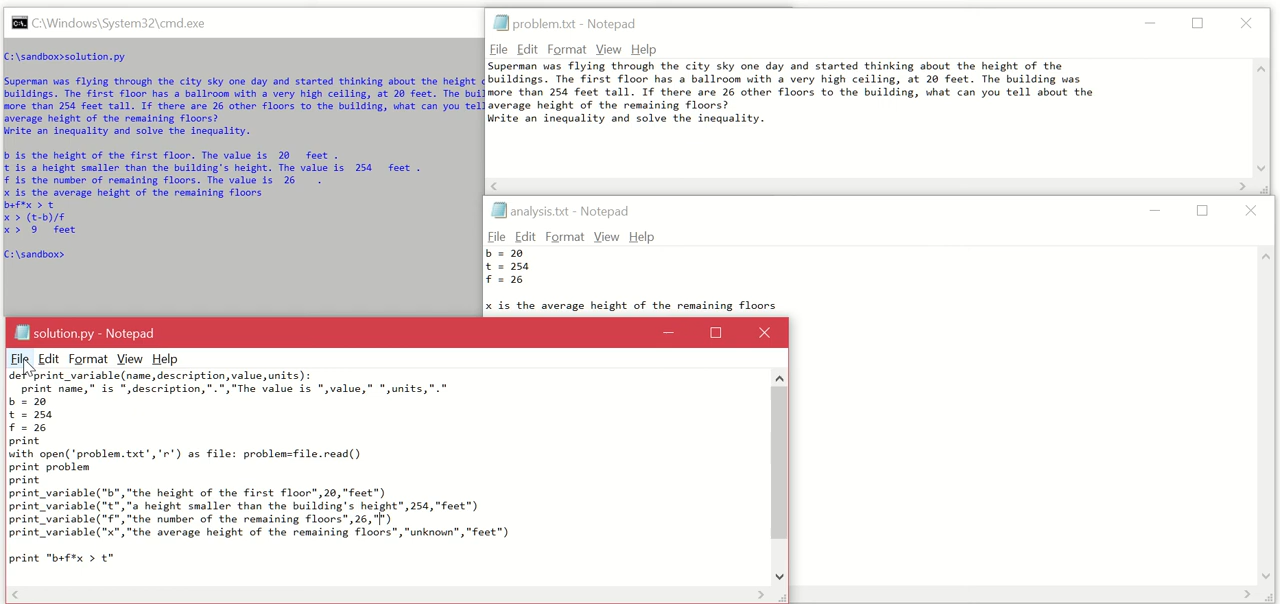 C:\Windows\System32\cmd.exe
C:\sandbox>solution.py
Superman was flying through the city sky one day and started thinking about the height
buildings. The first floor has a ballroom with a very high ceiling, at 20 feet. The
more than 254 feet tall. If there are 26 other floors to the building, what can you tell
average height of the remaining floors?
Write an inequality and solve the inequality.
b is the height of the first floor. The value is  20  feet .
t is a height smaller than the building's height. The value is  254  feet .
f is the number of remaining floors. The value is  26   .
x is the average height of the remaining floors
b+f*x > t
x > (t-b)/f
x >  9  feet
C:\sandbox>
problem.txt - Notepad
File Edit Format View Help
Superman was flying through the city sky one day and started thinking about the height of the
buildings. The first floor has a ballroom with a very high ceiling, at 20 feet. The building was
more than 254 feet tall. If there are 26 other floors to the building, what can you tell about the
average height of the remaining floors?
Write an inequality and solve the inequality.
analysis.txt - Notepad
File Edit Format View Help
b = 20
t = 254
f = 26
x is the average height of the remaining floors
solution.py - Notepad
File Edit Format View Help
def print_variable(name,description,value,units):
  print name," is ",description,".","The value is ",value," ",units,"."
b = 20
t = 254
f = 26
print
with open('problem.txt','r') as file: problem=file.read()
print problem
print
print_variable("b","the height of the first floor",20,"feet")
print_variable("t","a height smaller than the building's height",254,"feet")
print_variable("f","the number of the remaining floors",26,"")
print_variable("x","the average height of the remaining floors","unknown","feet")
print "b+f*x > t"